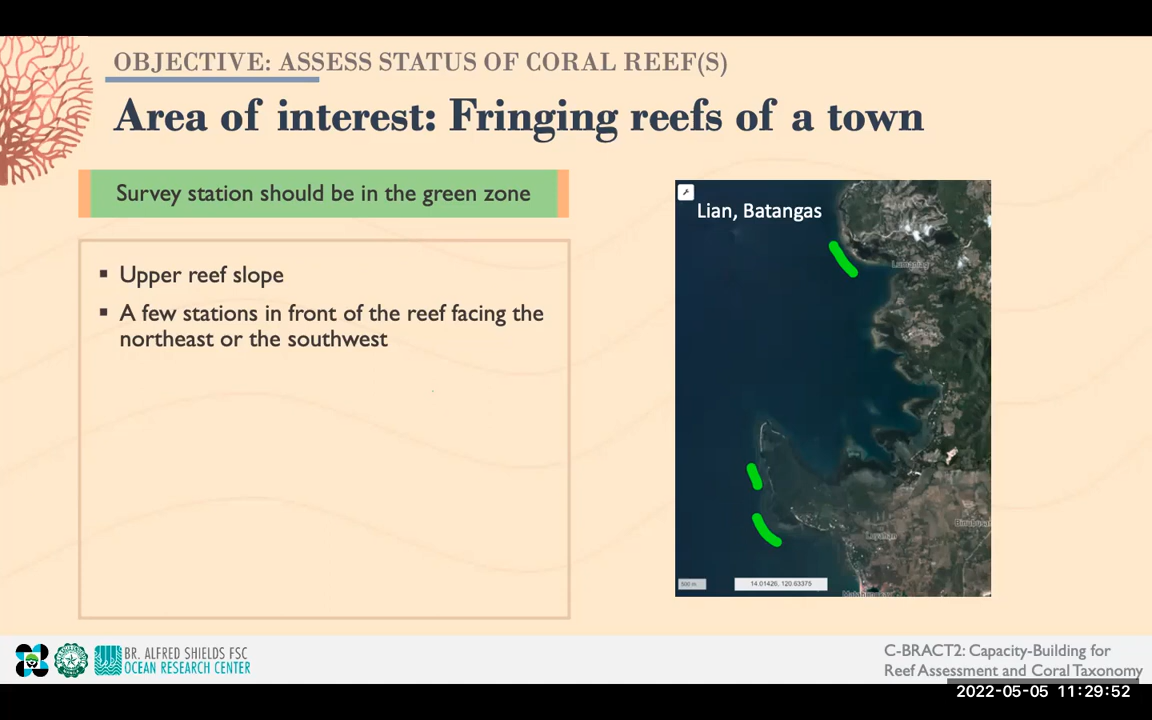 OBJECTIVE: ASSESS STATUS OF CORAL REEF(S)
Area of interest: Fringing reefs of a town
Survey station should be in the green zone
▪ Upper reef slope
▪ A few stations in front of the reef facing the
northeast or the southwest
Lian, Batangas
500 m
14.01426, 120.63375
BR. ALFRED SHIELDS FSC
OCEAN RESEARCH CENTER
C-BRACT2: Capacity-Building for
Reef Assessment and Coral Taxonomy
2022-05-05 11:29:52